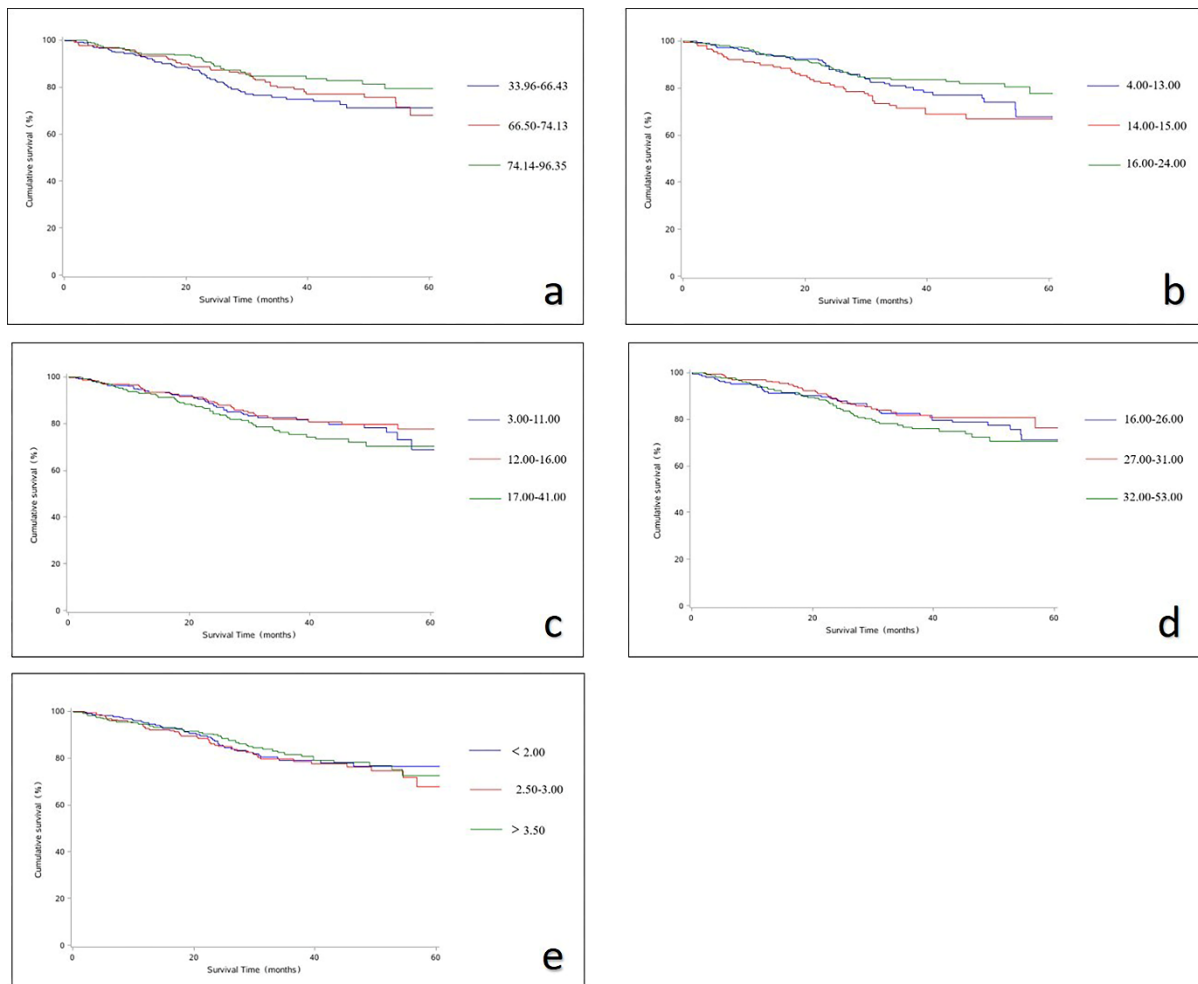 100
80
60
40
20
0
Cumulative survival (%)
0 20 40 60
Survival Time (months)
33.96-66.43
66.50-74.13
74.14-96.35
a
100
80
60
40
20
0
Cumulative survival (%)
0 20 40 60
Survival Time (months)
4.00-13.00
14.00-15.00
16.00-24.00
b
100
80
60
40
20
0
Cumulative survival (%)
0 20 40 60
Survival Time (months)
3.00-11.00
12.00-16.00
17.00-41.00
c
100
80
60
40
20
0
Cumulative survival (%)
0 20 40 60
Survival Time (months)
16.00-26.00
27.00-31.00
32.00-53.00
d
100
80
60
40
20
0
Cumulative survival (%)
0 20 40 60
Survival Time (months)
< 2.00
2.50-3.00
> 3.50
e